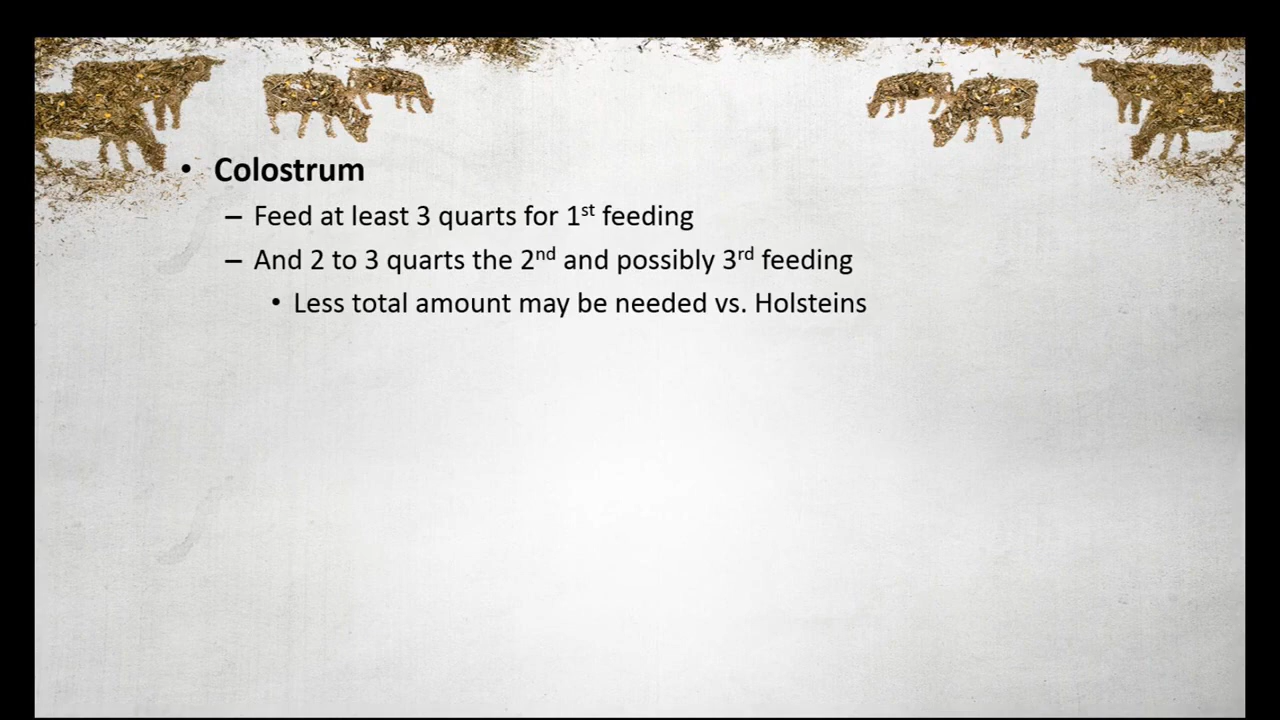 • Colostrum
– Feed at least 3 quarts for 1st feeding
– And 2 to 3 quarts the 2nd and possibly 3rd feeding
• Less total amount may be needed vs. Holsteins